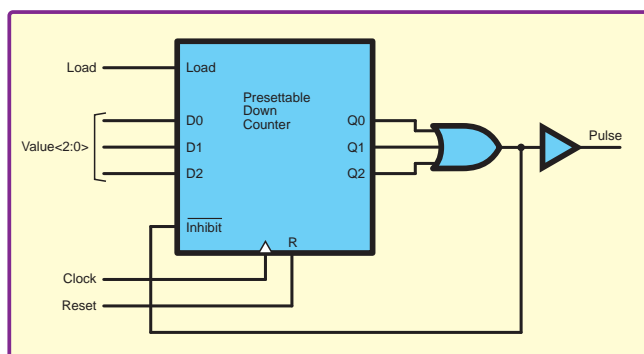 Load
Load
Presettable
Down
Counter
D0
Q0
Pulse
Value<2:0>
D1
Q1
D2
Q2
Inhibit
R
Clock
Reset